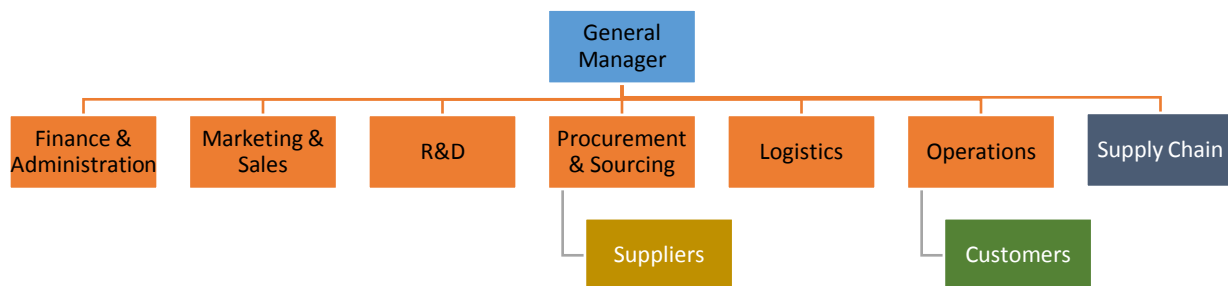 General
Manager
Finance &
Administration
Marketing &
Sales
R&D
Procurement
& Sourcing
Logistics
Operations
Supply Chain
Suppliers
Customers